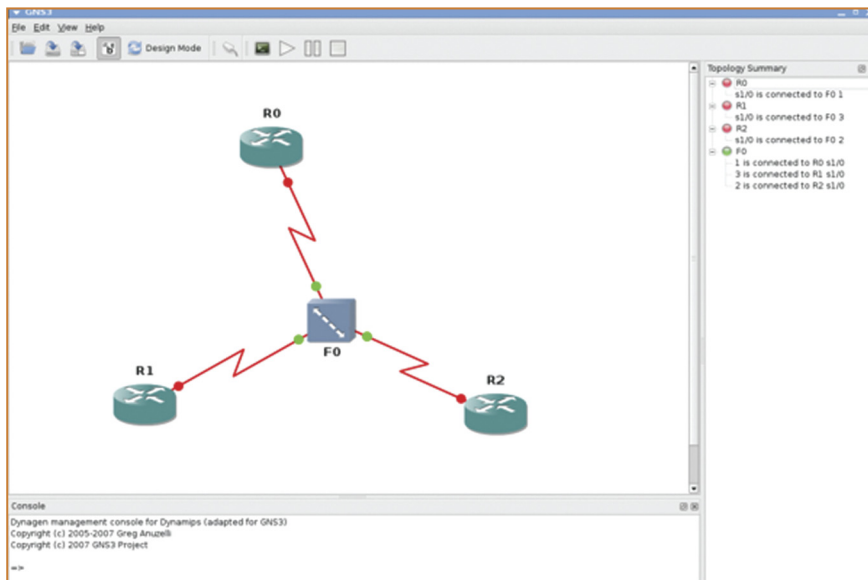 GNS3
File Edit View Help
Design Mode
Topology Summary
R0
s1/0 is connected to F0 1
R1
s1/0 is connected to F0 3
R2
s1/0 is connected to F0 2
F0
1 is connected to R0 s1/0
3 is connected to R1 s1/0
2 is connected to R2 s1/0
R0
F0
R1
R2
Console
Dynagen management console for Dynamips (adapted for GNS3)
Copyright (c) 2005-2007 Greg Anuzelli
Copyright (c) 2007 GNS3 Project
=>